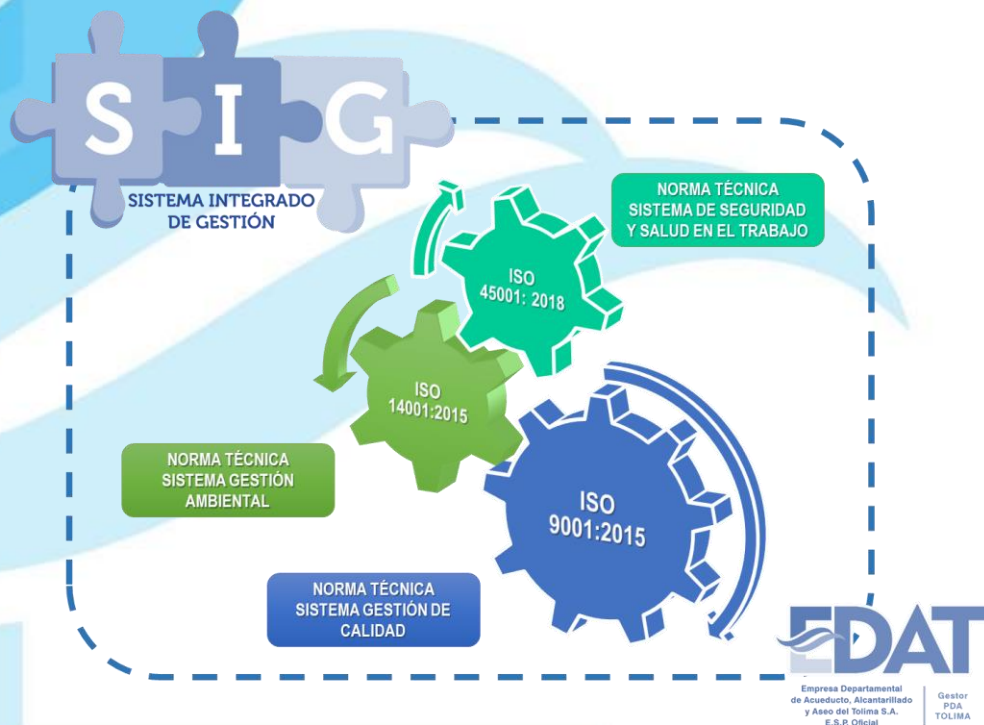 S I G
SISTEMA INTEGRADO
DE GESTIÓN
NORMA TÉCNICA
SISTEMA DE SEGURIDAD
Y SALUD EN EL TRABAJO
ISO
45001: 2018
ISO
14001:2015
NORMA TÉCNICA
SISTEMA GESTIÓN
AMBIENTAL
ISO
9001:2015
NORMA TÉCNICA
SISTEMA GESTIÓN DE
CALIDAD
EDAT
Empresa Departamental
de Acueducto, Alcantarillado
y Aseo del Tolima S.A.
E.S.P. Oficial
Gestor
PDA
TOLIMA